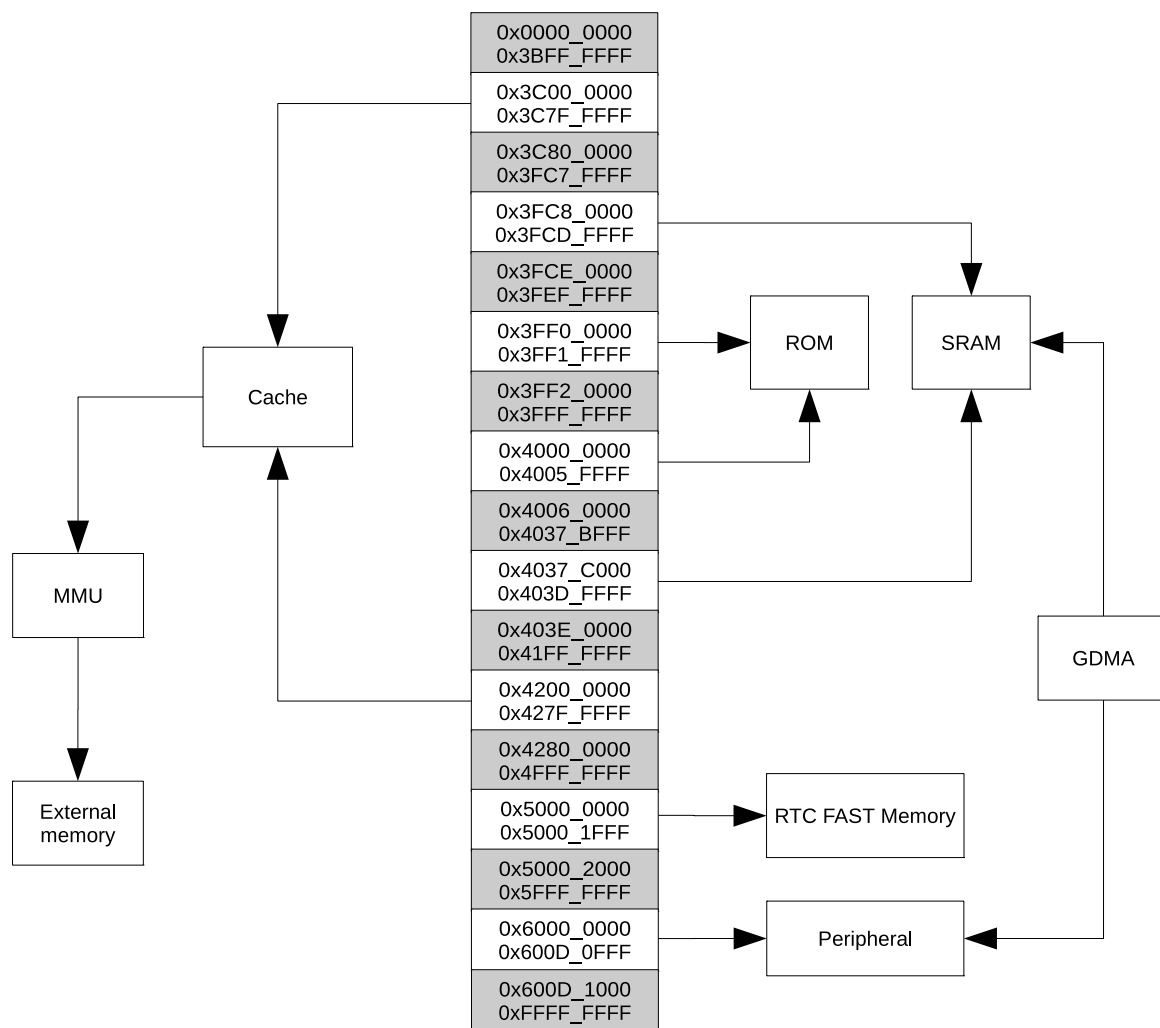 0x0000_0000
0x3BFF_FFFF
0x3C00_0000
0x3C7F_FFFF
0x3C80_0000
0x3FC7_FFFF
0x3FC8_0000
0x3FCD_FFFF
0x3FCE_0000
0x3FEF_FFFF
0x3FF0_0000
0x3FF1_FFFF
ROM
SRAM
Cache
0x3FF2_0000
0x3FFF_FFFF
0x4000_0000
0x4005_FFFF
0x4006_0000
0x4037_BFFF
MMU
0x4037_C000
0x403D_FFFF
0x403E_0000
0x41FF_FFFF
GDMA
0x4200_0000
0x427F_FFFF
0x4280_0000
0x4FFF_FFFF
External
memory
0x5000_0000
0x5000_1FFF
RTC FAST Memory
0x5000_2000
0x5FFF_FFFF
0x6000_0000
0x600D_0FFF
Peripheral
0x600D_1000
0xFFFF_FFFF